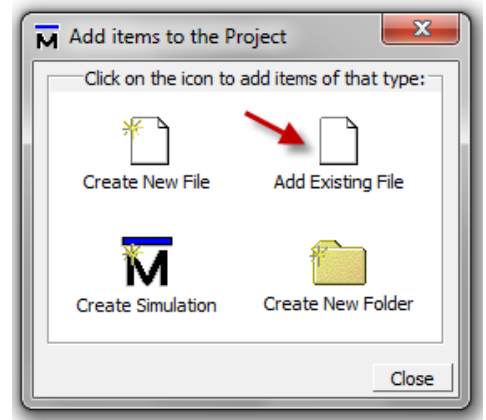 Add items to the Project
Click on the icon to add items of that type:
Create New File
Add Existing File
Create Simulation
Create New Folder
Close